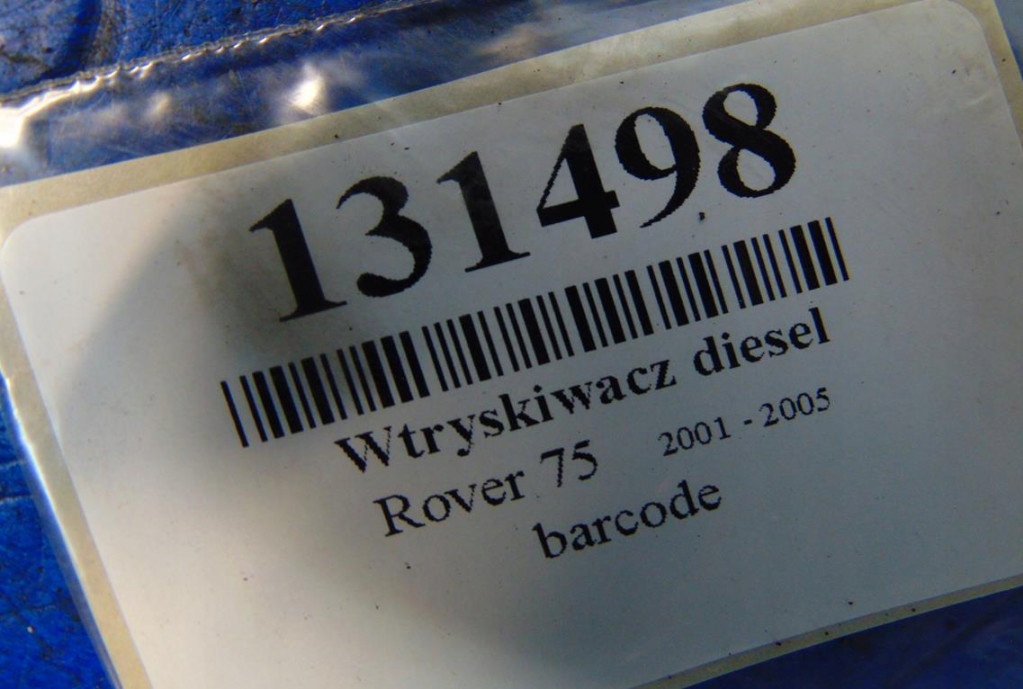 131498
Wtryskiwacz diesel
Rover 75 2001 - 2005
barcode